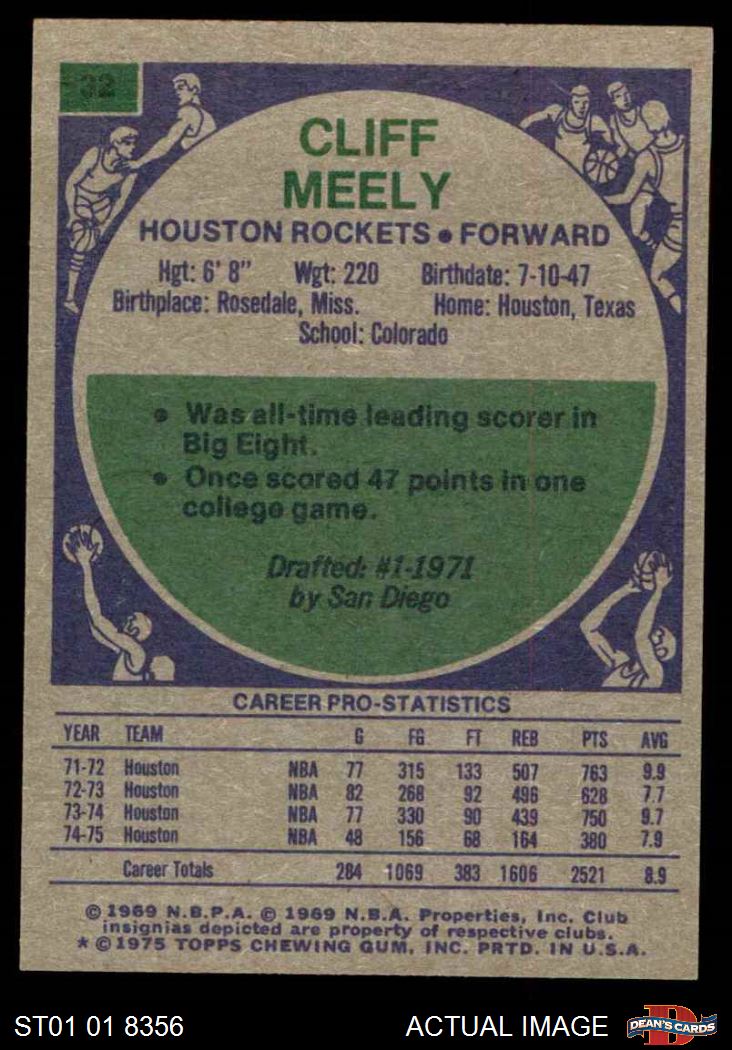 32
CLIFF
MEELY
HOUSTON ROCKETS • FORWARD
Hgt: 6' 8" Wgt: 220 Birthdate: 7-10-47
Birthplace: Rosedale, Miss. Home: Houston, Texas
School: Colorado
• Was all-time leading scorer in
Big Eight.
• Once scored 47 points in one
college game.
Drafted: #1-1971
by San Diego
CAREER PRO-STATISTICS
YEAR TEAM G FG FT REB PTS AVG
71-72 Houston NBA 77 315 133 507 763 9.9
72-73 Houston NBA 82 268 92 496 628 7.7
73-74 Houston NBA 77 330 90 439 750 9.7
74-75 Houston NBA 48 156 68 164 380 7.9
Career Totals 284 1069 383 1606 2521 8.9
© 1969 N.B.P.A. © 1969 N.B.A. Properties, Inc. Club
insignias depicted are property of respective clubs.
* © 1975 TOPPS CHEWING GUM, INC. PRTD. IN U.S.A.
ST01 01 8356 ACTUAL IMAGE D DEAN'S CARDS